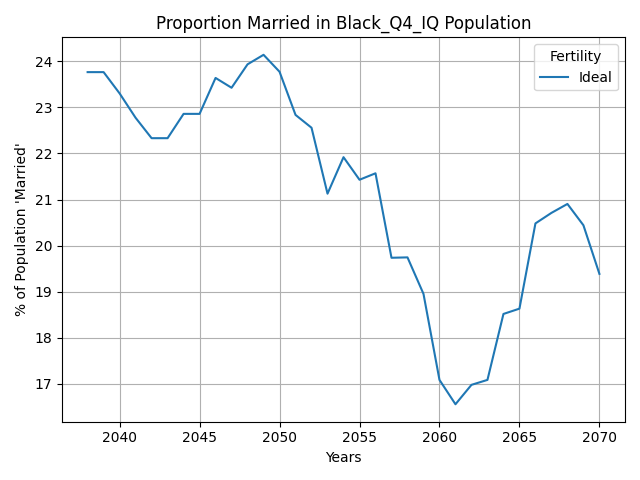 Proportion Married in Black_Q4_IQ Population
% of Population 'Married'
24
23
22
21
20
19
18
17
Fertility
Ideal
2040 2045 2050 2055 2060 2065 2070
Years